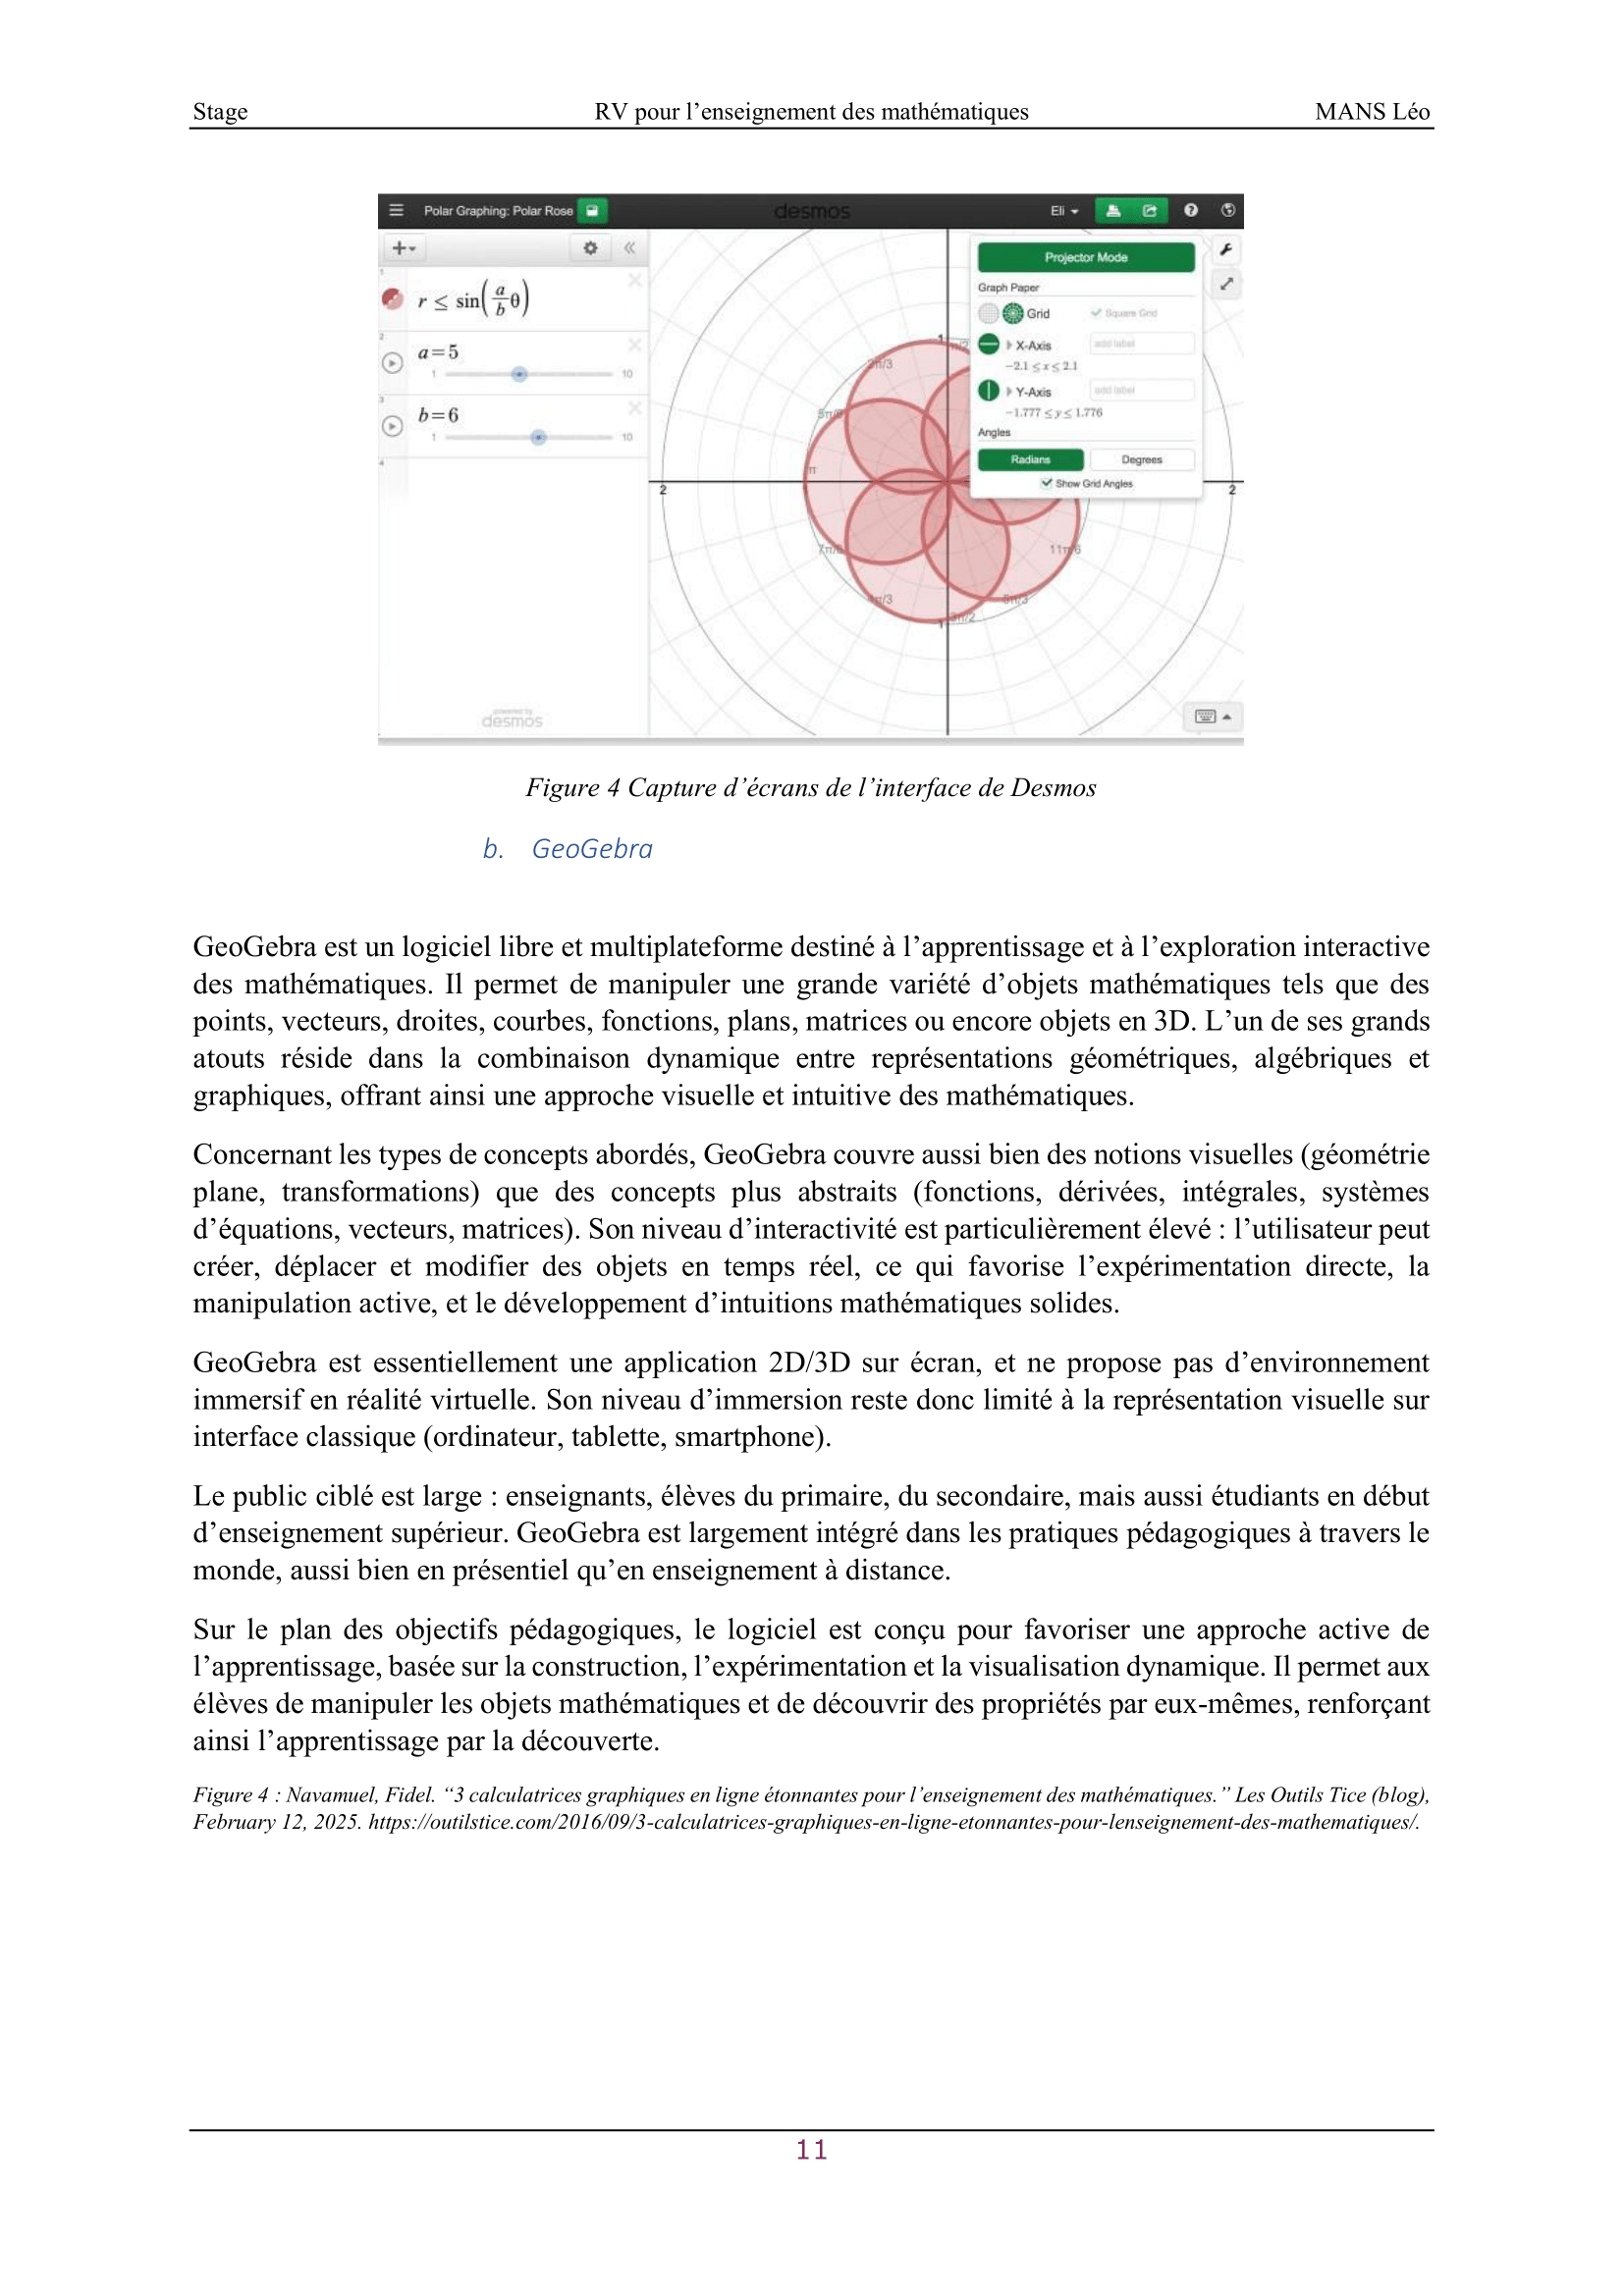 Stage RV pour l’enseignement des mathématiques MANS Léo
Polar Graphing: Polar Rose desmos Eli
1
r ≤ sin(a/b θ)
2
a=5
1 10
3
b=6
1 10
4
powered by
desmos
Projector Mode
Graph Paper
Grid Square Grid
X-Axis add label
−2.1 ≤ x ≤ 2.1
Y-Axis add label
−1.777 ≤ y ≤ 1.776
Angles
Radians Degrees
Show Grid Angles
1 π/2
2π/3
5π/6
π
2 2
7π/6 11π/6
4π/3 5π/3
1 3π/2
Figure 4 Capture d’écrans de l’interface de Desmos
b. GeoGebra
GeoGebra est un logiciel libre et multiplateforme destiné à l’apprentissage et à l’exploration interactive
des mathématiques. Il permet de manipuler une grande variété d’objets mathématiques tels que des
points, vecteurs, droites, courbes, fonctions, plans, matrices ou encore objets en 3D. L’un de ses grands
atouts réside dans la combinaison dynamique entre représentations géométriques, algébriques et
graphiques, offrant ainsi une approche visuelle et intuitive des mathématiques.
Concernant les types de concepts abordés, GeoGebra couvre aussi bien des notions visuelles (géométrie
plane, transformations) que des concepts plus abstraits (fonctions, dérivées, intégrales, systèmes
d’équations, vecteurs, matrices). Son niveau d’interactivité est particulièrement élevé : l’utilisateur peut
créer, déplacer et modifier des objets en temps réel, ce qui favorise l’expérimentation directe, la
manipulation active, et le développement d’intuitions mathématiques solides.
GeoGebra est essentiellement une application 2D/3D sur écran, et ne propose pas d’environnement
immersif en réalité virtuelle. Son niveau d’immersion reste donc limité à la représentation visuelle sur
interface classique (ordinateur, tablette, smartphone).
Le public ciblé est large : enseignants, élèves du primaire, du secondaire, mais aussi étudiants en début
d’enseignement supérieur. GeoGebra est largement intégré dans les pratiques pédagogiques à travers le
monde, aussi bien en présentiel qu’en enseignement à distance.
Sur le plan des objectifs pédagogiques, le logiciel est conçu pour favoriser une approche active de
l’apprentissage, basée sur la construction, l’expérimentation et la visualisation dynamique. Il permet aux
élèves de manipuler les objets mathématiques et de découvrir des propriétés par eux-mêmes, renforçant
ainsi l’apprentissage par la découverte.
Figure 4 : Navamuel, Fidel. “3 calculatrices graphiques en ligne étonnantes pour l’enseignement des mathématiques.” Les Outils Tice (blog),
February 12, 2025. https://outilstice.com/2016/09/3-calculatrices-graphiques-en-ligne-etonnantes-pour-lenseignement-des-mathematiques/.
11